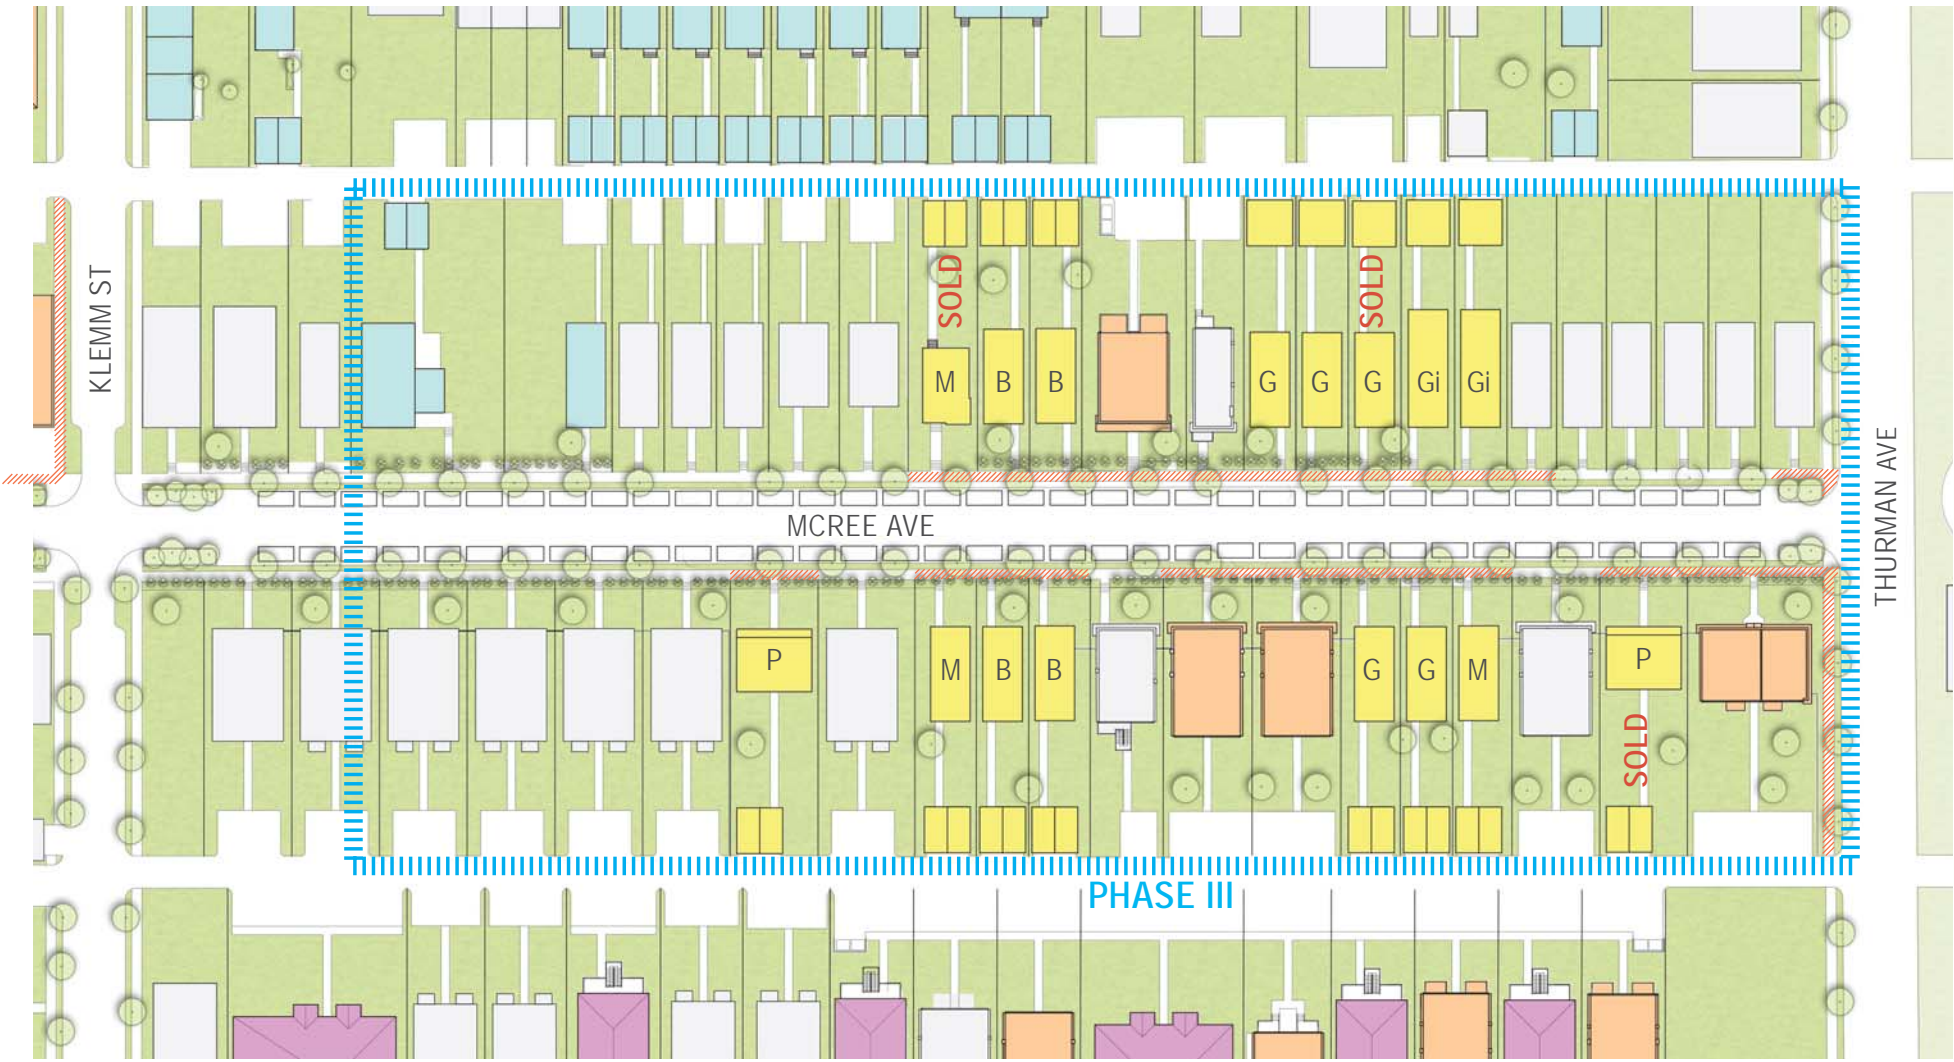 KLEMM ST
SOLD
SOLD
M B B G G G Gi Gi
MCREE AVE
THURMAN AVE
P M B B G G M P
SOLD
PHASE III